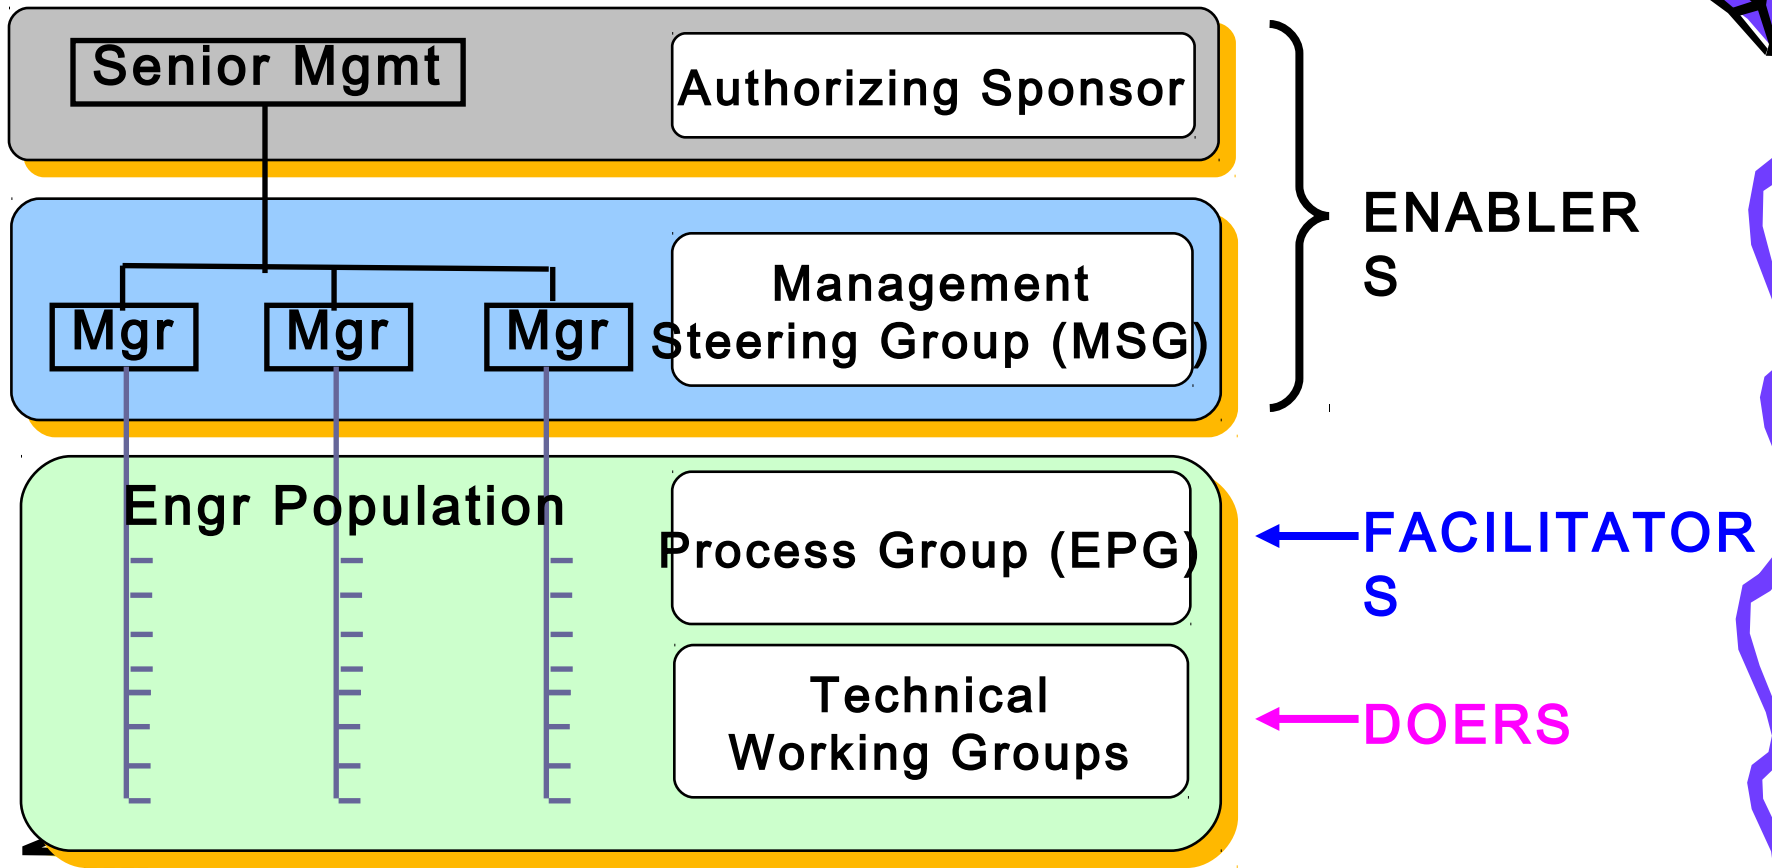 Senior Mgmt
Authorizing Sponsor
ENABLER
S
Management
Steering Group (MSG)
Mgr
Mgr
Mgr
Engr Population
Process Group (EPG)
FACILITATOR
S
Technical
Working Groups
DOERS